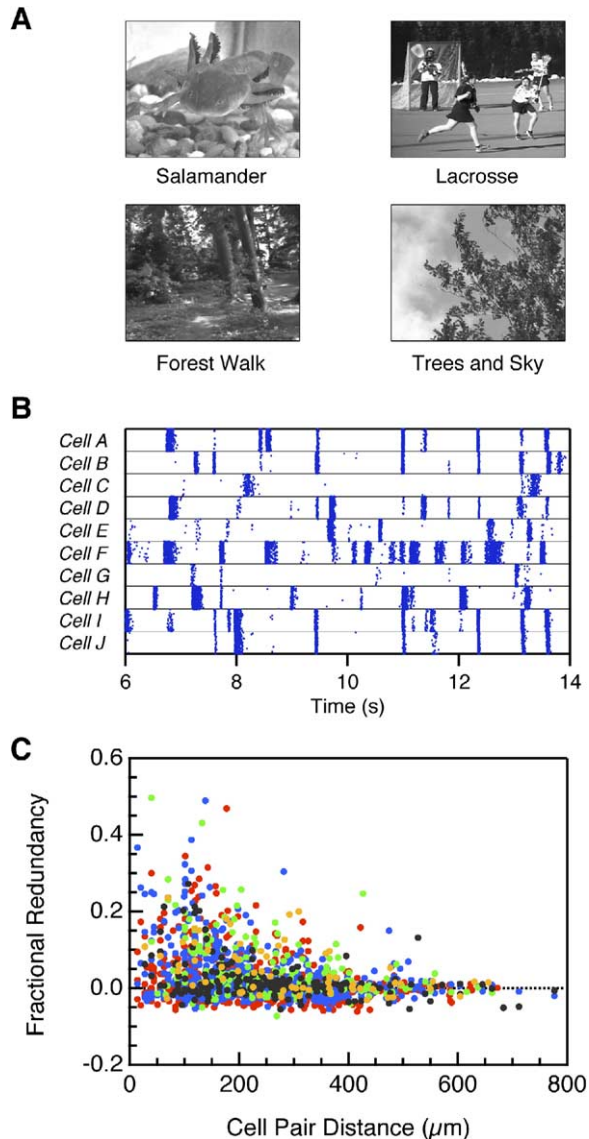 A
Salamander
Lacrosse
Forest Walk
Trees and Sky
B
Cell A
Cell B
Cell C
Cell D
Cell E
Cell F
Cell G
Cell H
Cell I
Cell J
6 8 10 12 14
Time (s)
C
Fractional Redundancy
0.6
0.4
0.2
0.0
-0.2
0 200 400 600 800
Cell Pair Distance (µm)